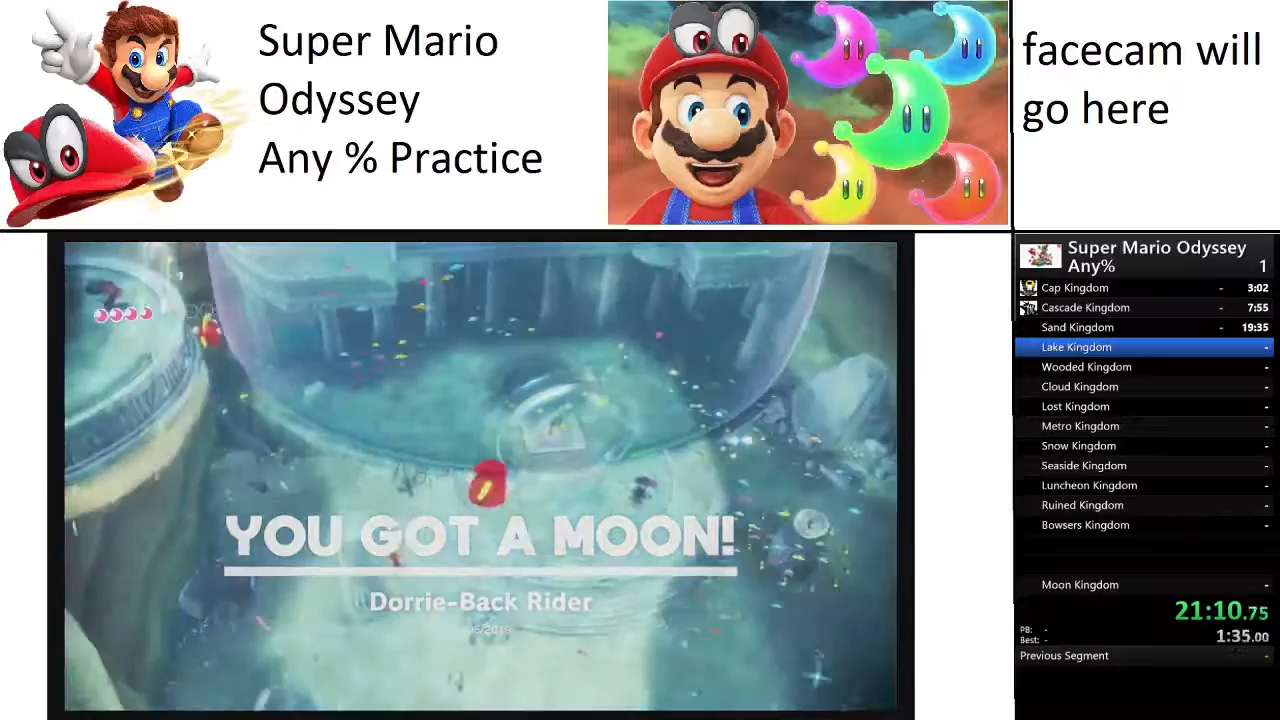 Super Mario
Odyssey
Any % Practice
facecam will
go here
YOU GOT A MOON!
Dorrie-Back Rider
Super Mario Odyssey
Any% 1
Cap Kingdom - 3:02
Cascade Kingdom - 7:55
Sand Kingdom - 19:35
Lake Kingdom -
Wooded Kingdom -
Cloud Kingdom -
Lost Kingdom -
Metro Kingdom -
Snow Kingdom -
Seaside Kingdom -
Luncheon Kingdom -
Ruined Kingdom -
Bowsers Kingdom -
Moon Kingdom -
21:10.75
PB: -
Best: - 1:35.00
Previous Segment -